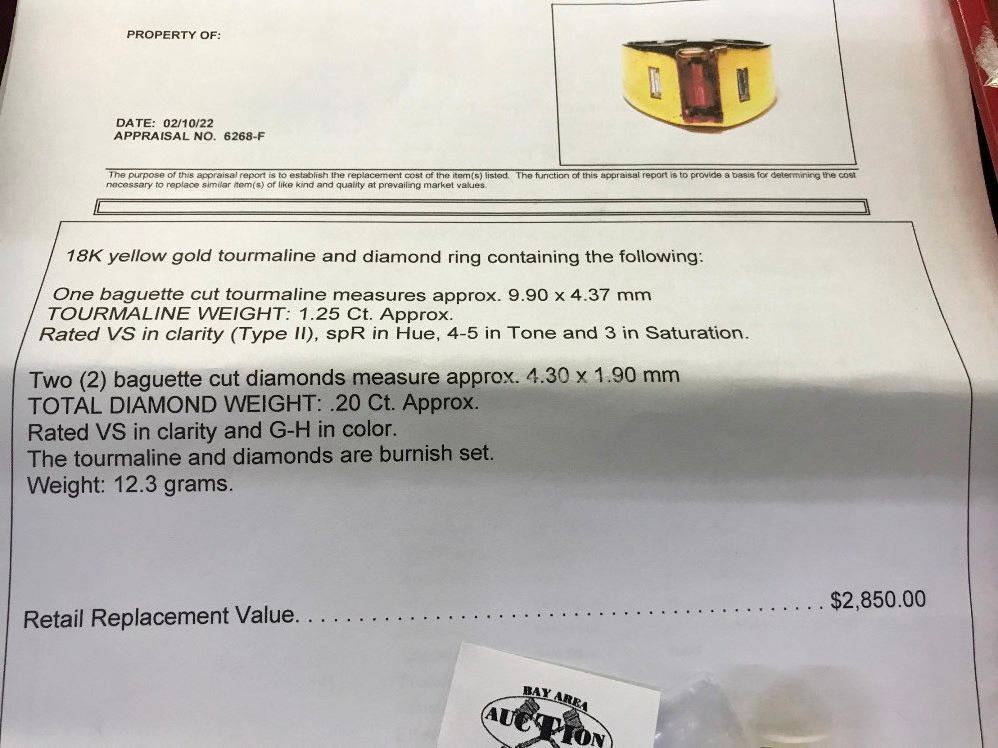 PROPERTY OF:
DATE: 02/10/22
APPRAISAL NO. 6268-F
The purpose of this appraisal report is to establish the replacement cost of the item(s) listed. The function of this appraisal report is to provide a basis for determining the cost
necessary to replace similar item(s) of like kind and quality at prevailing market values.
18K yellow gold tourmaline and diamond ring containing the following:
One baguette cut tourmaline measures approx. 9.90 x 4.37 mm
TOURMALINE WEIGHT: 1.25 Ct. Approx.
Rated VS in clarity (Type II), spR in Hue, 4-5 in Tone and 3 in Saturation.
Two (2) baguette cut diamonds measure approx. 4.30 x 1.90 mm
TOTAL DIAMOND WEIGHT: .20 Ct. Approx.
Rated VS in clarity and G-H in color.
The tourmaline and diamonds are burnish set.
Weight: 12.3 grams.
Retail Replacement Value. . . . . . . . . . . . . . . . . . . . . . . . . . . . . . . . . . . . . . . . . . . $2,850.00
BAY AREA
AUCTION